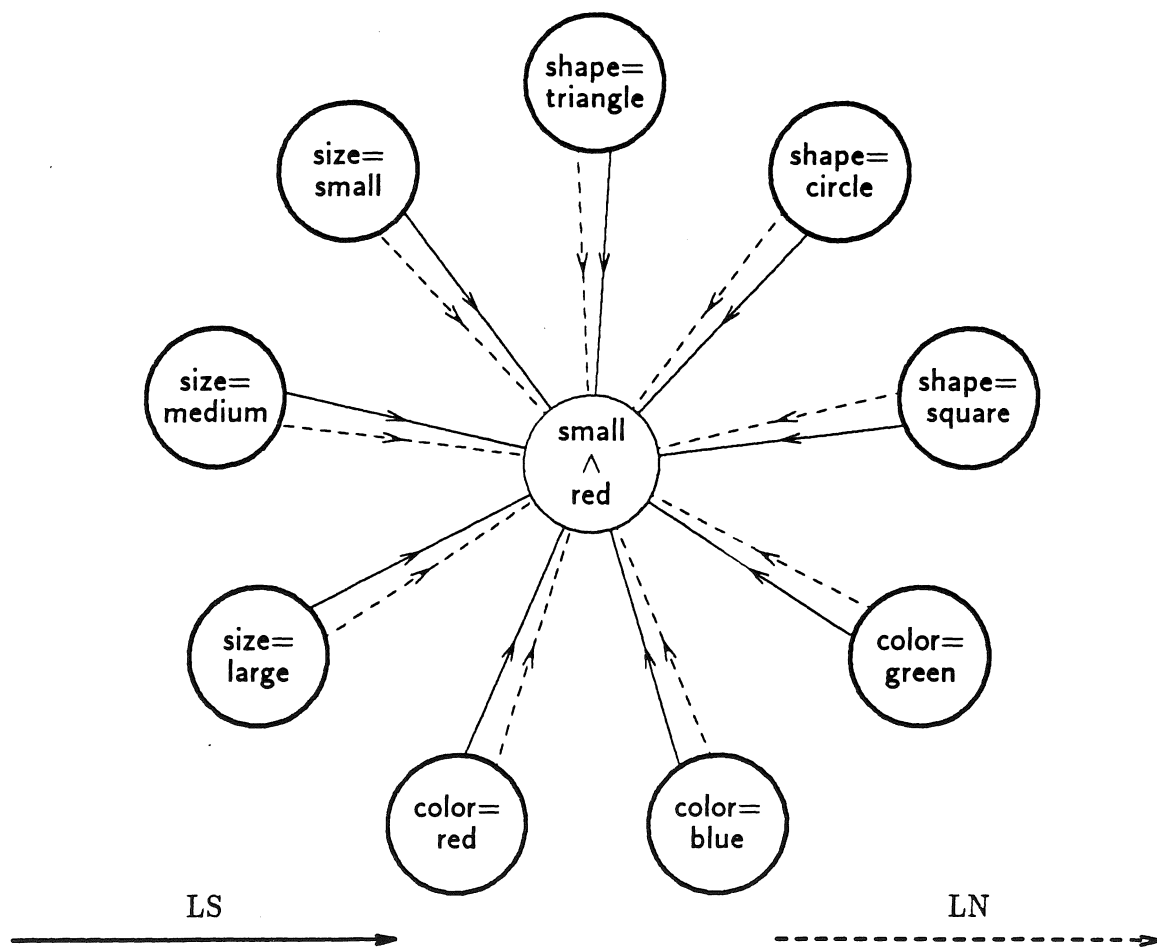 shape=
triangle
size=
small
shape=
circle
size=
medium
shape=
square
small
∧
red
size=
large
color=
green
color=
red
color=
blue
LS
LN